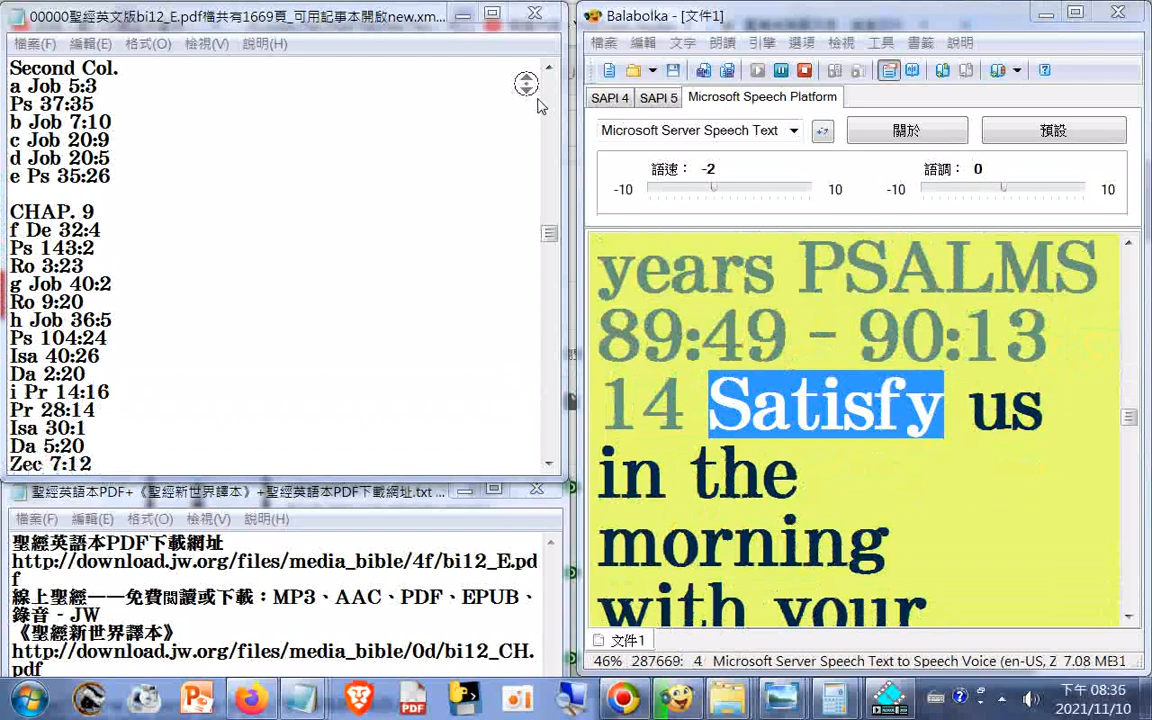 00000聖經英文版bi12_E.pdf檔共有1669頁_可用記事本開啟new.xm...
檔案(F) 編輯(E) 格式(O) 檢視(V) 說明(H)
Second Col.
a Job 5:3
Ps 37:35
b Job 7:10
c Job 20:9
d Job 20:5
e Ps 35:26
CHAP. 9
f De 32:4
Ps 143:2
Ro 3:23
g Job 40:2
Ro 9:20
h Job 36:5
Ps 104:24
Isa 40:26
Da 2:20
i Pr 14:16
Pr 28:14
Isa 30:1
Da 5:20
Zec 7:12
聖經英語本PDF+《聖經新世界譯本》+聖經英語本PDF下載網址.txt ...
檔案(F) 編輯(E) 格式(O) 檢視(V) 說明(H)
聖經英語本PDF下載網址
http://download.jw.org/files/media_bible/4f/bi12_E.pd
f
線上聖經──免費閱讀或下載：MP3、AAC、PDF、EPUB、
錄音 - JW
《聖經新世界譯本》
http://download.jw.org/files/media_bible/0d/bi12_CH.
pdf
Balabolka - [文件1]
檔案 編輯 文字 朗讀 引擎 選項 檢視 工具 書籤 說明
SAPI 4 SAPI 5 Microsoft Speech Platform
Microsoft Server Speech Text 關於 預設
語速： -2 語調： 0
-10 10 -10 10
years PSALMS
89:49 - 90:13
14 Satisfy us
in the
morning
with your
文件1
46% 287669: 4 Microsoft Server Speech Text to Speech Voice (en-US, Z 7.08 MB1
下午 08:36
2021/11/10